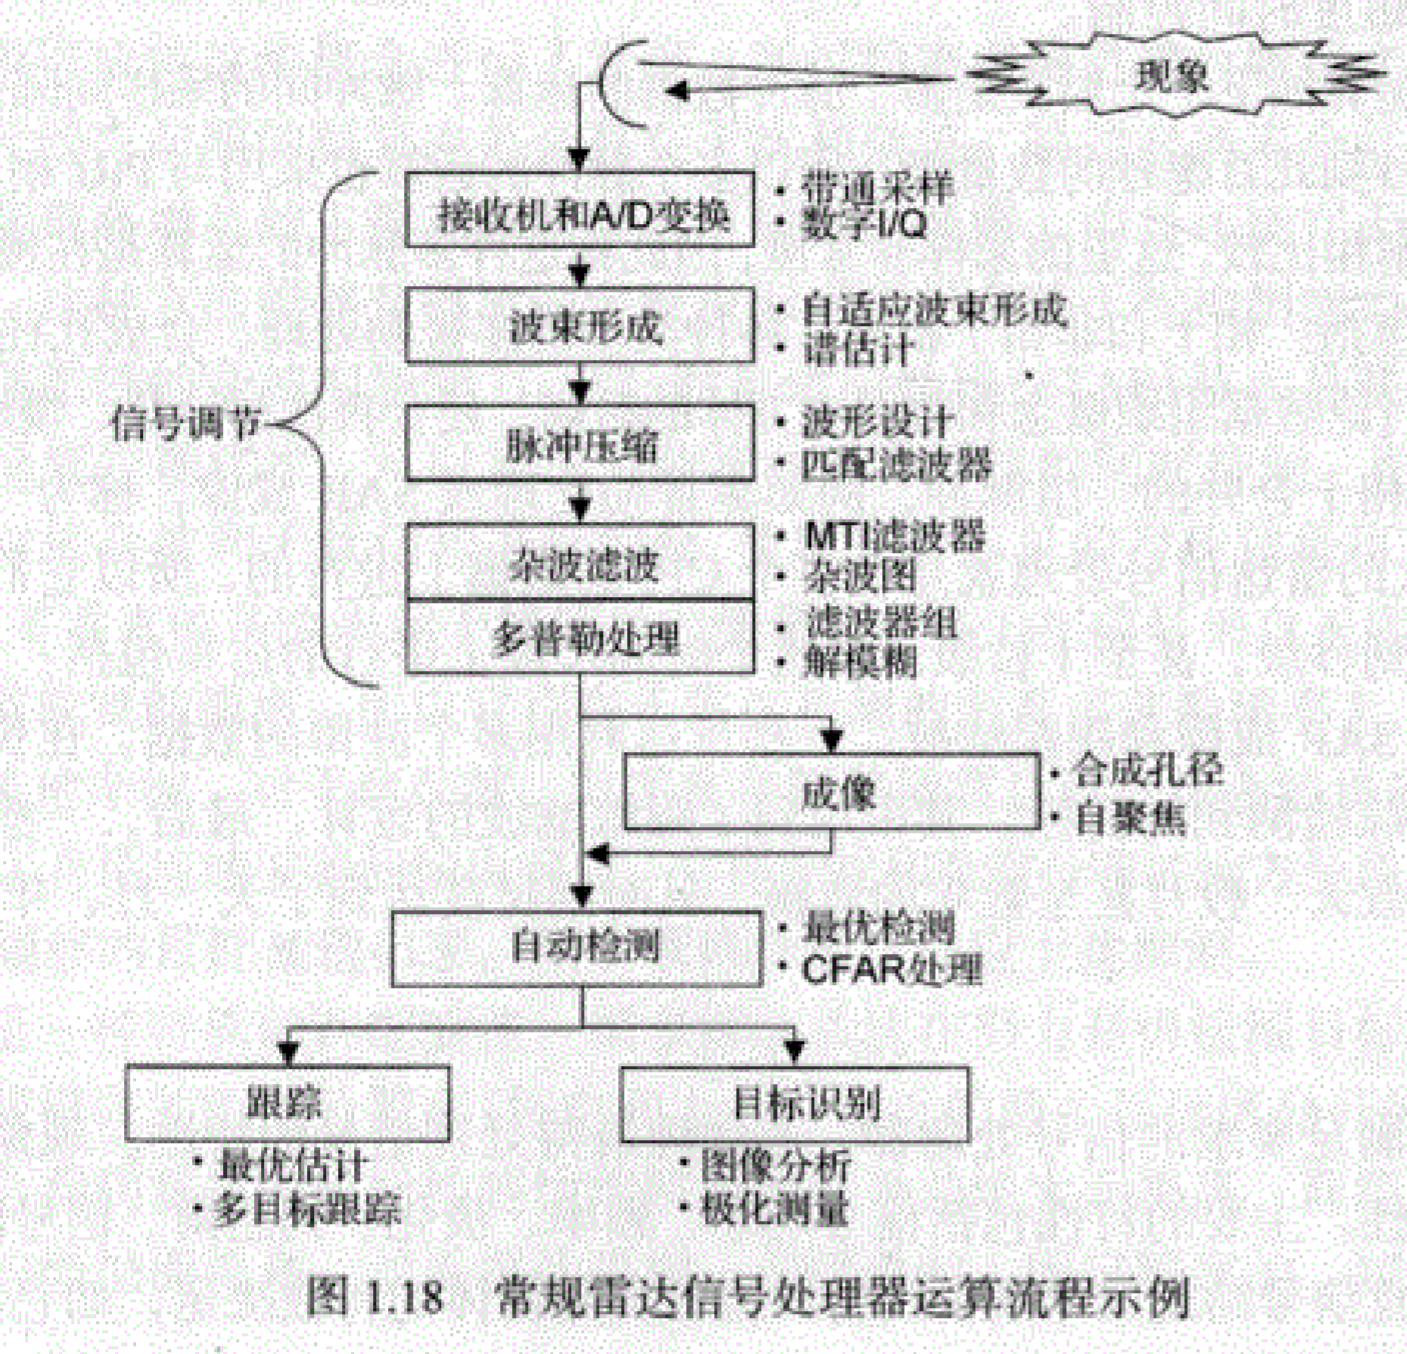 现象
接收机和A/D变换
· 带通采样
· 数字I/Q
波束形成
· 自适应波束形成
· 谱估计
信号调节
脉冲压缩
· 波形设计
· 匹配滤波器
杂波滤波
· MTI滤波器
· 杂波图
多普勒处理
· 滤波器组
· 解模糊
成像
· 合成孔径
· 自聚焦
自动检测
· 最优检测
· CFAR处理
跟踪
· 最优估计
· 多目标跟踪
目标识别
· 图像分析
· 极化测量
图 1.18 常规雷达信号处理器运算流程示例